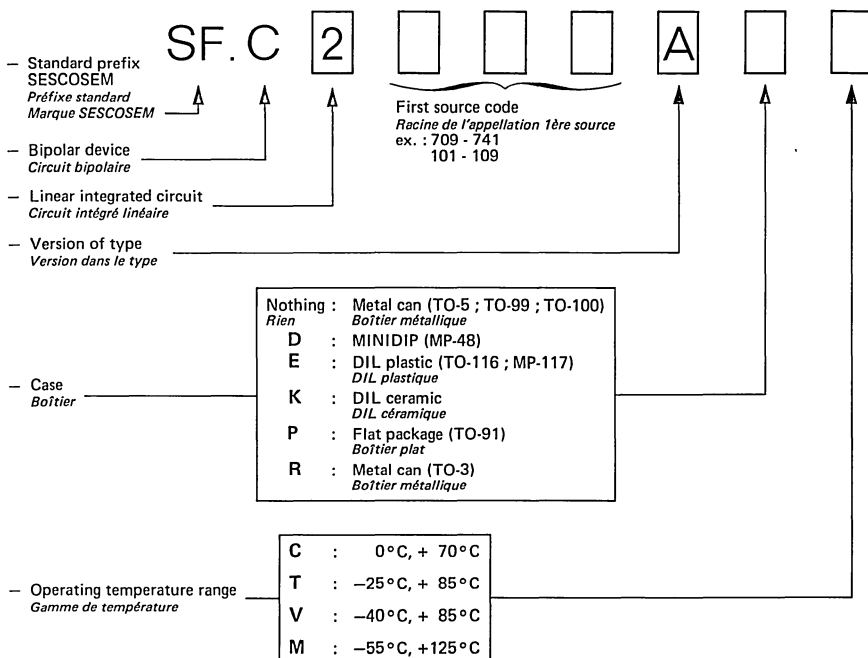 SF. C 2 A
— Standard prefix
SESCOSEM
Préfixe standard
Marque SESCOSEM
First source code
Racine de l'appellation 1ère source
ex. : 709 - 741
101 - 109
— Bipolar device
Circuit bipolaire
— Linear integrated circuit
Circuit intégré linéaire
— Version of type
Version dans le type
— Case
Boîtier
Nothing : Metal can (TO-5 ; TO-99 ; TO-100)
Rien Boîtier métallique
D : MINIDIP (MP-48)
E : DIL plastic (TO-116 ; MP-117)
DIL plastique
K : DIL ceramic
DIL céramique
P : Flat package (TO-91)
Boîtier plat
R : Metal can (TO-3)
Boîtier métallique
— Operating temperature range
Gamme de température
C : 0°C, + 70°C
T : —25°C, + 85°C
V : —40°C, + 85°C
M : —55°C, +125°C